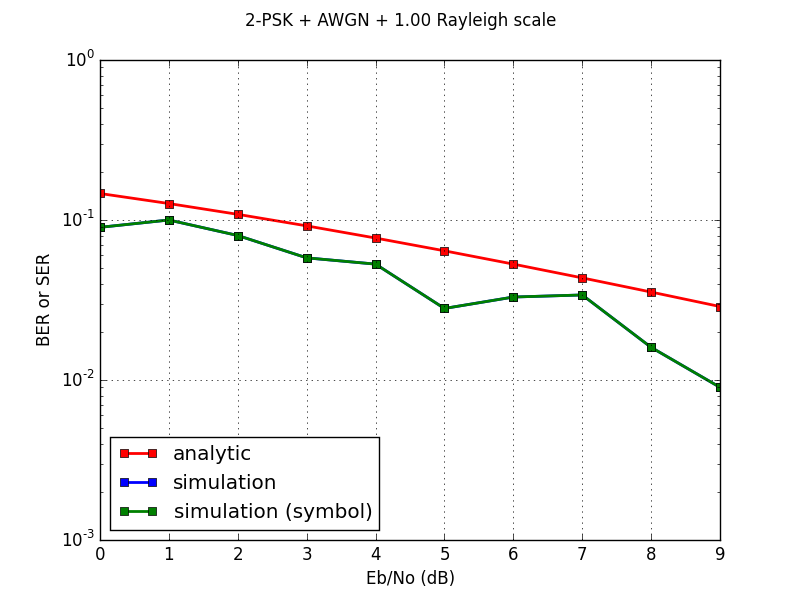 2-PSK + AWGN + 1.00 Rayleigh scale
10^0
10^-1
10^-2
10^-3
BER or SER
analytic
simulation
simulation (symbol)
0 1 2 3 4 5 6 7 8 9
Eb/No (dB)